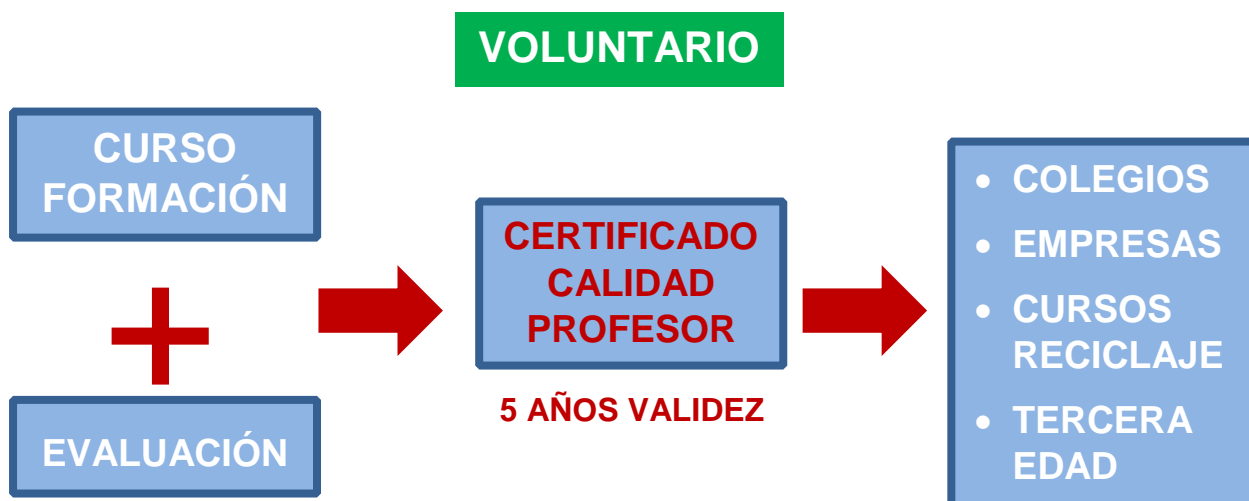 VOLUNTARIO
CURSO
FORMACIÓN
EVALUACIÓN
CERTIFICADO
CALIDAD
PROFESOR
5 AÑOS VALIDEZ
• COLEGIOS
• EMPRESAS
• CURSOS
RECICLAJE
• TERCERA
EDAD